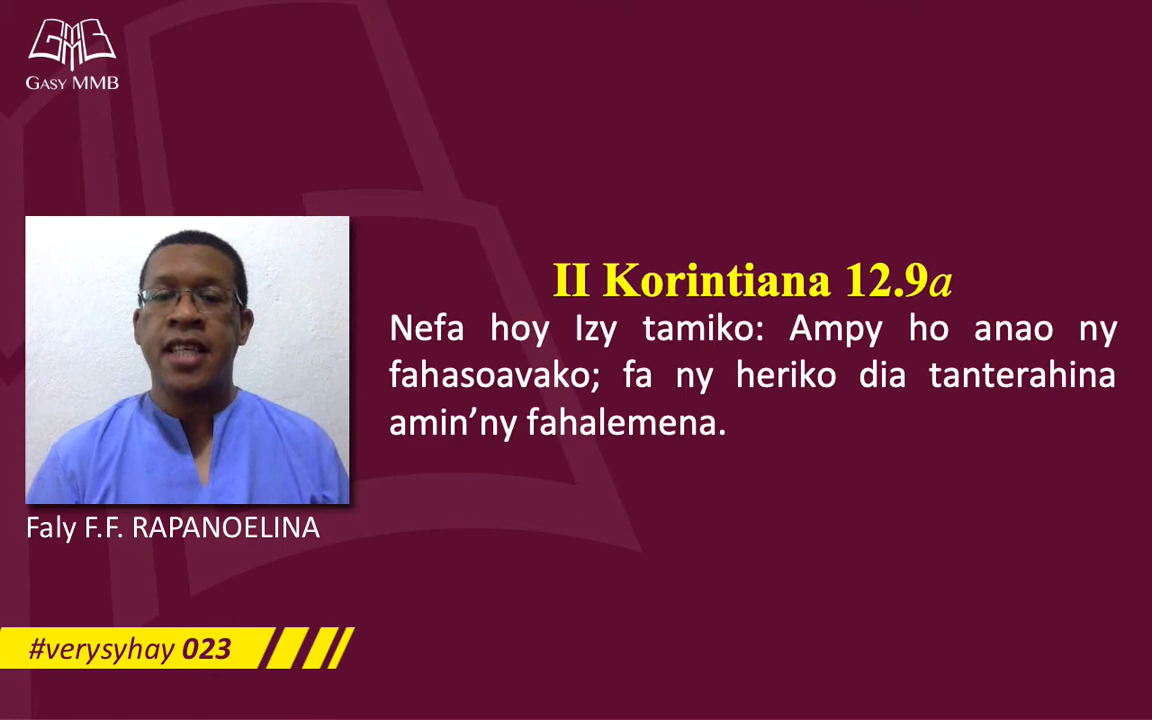 GMMB
GASY MMB
II Korintiana 12.9a
Nefa hoy Izy tamiko: Ampy ho anao ny
fahasoavako; fa ny heriko dia tanterahina
amin’ny fahalemena.
Faly F.F. RAPANOELINA
#verysyhay 023